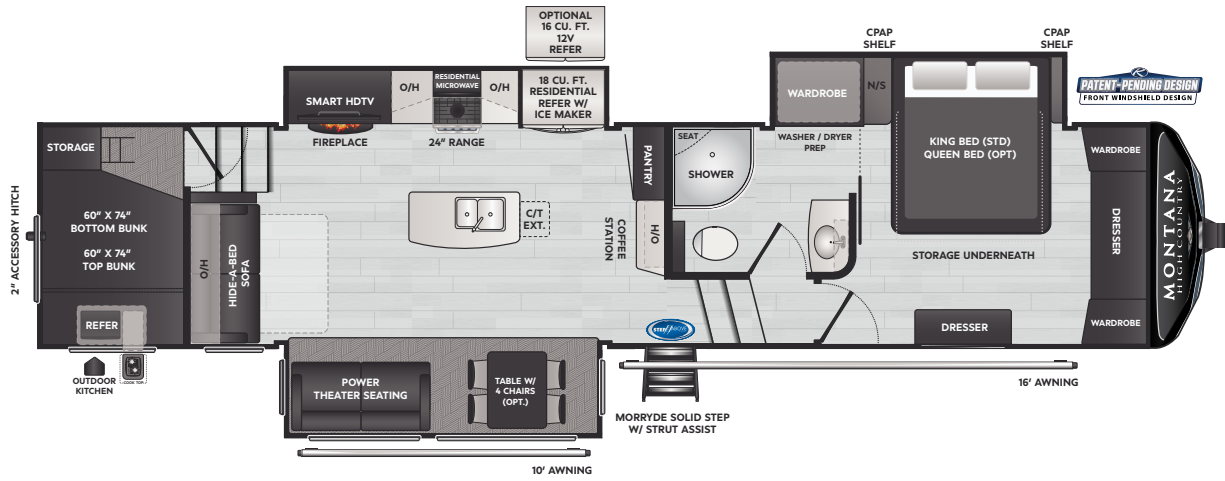 OPTIONAL
16 CU. FT.
12V
REFER
CPAP
SHELF
CPAP
SHELF
PATENT-PENDING DESIGN
FRONT WINDSHIELD DESIGN
SMART HDTV
O/H
RESIDENTIAL
MICROWAVE
O/H
18 CU. FT.
RESIDENTIAL
REFER W/
ICE MAKER
WARDROBE
N/S
KING BED (STD)
QUEEN BED (OPT)
FIREPLACE
24" RANGE
WASHER / DRYER
PREP
STORAGE
PANTRY
SEAT
SHOWER
WARDROBE
2" ACCESSORY HITCH
60" X 74"
BOTTOM BUNK
60" X 74"
TOP BUNK
O/H
HIDE-A-BED
SOFA
C/T
EXT.
COFFEE
STATION
O/H
STORAGE UNDERNEATH
DRESSER
MONTANA
HIGH COUNTRY
REFER
STEP ABOVE
DRESSER
WARDROBE
OUTDOOR
KITCHEN
COOK TOP
POWER
THEATER SEATING
TABLE W/
4 CHAIRS
(OPT.)
16' AWNING
MORRYDE SOLID STEP
W/ STRUT ASSIST
10' AWNING